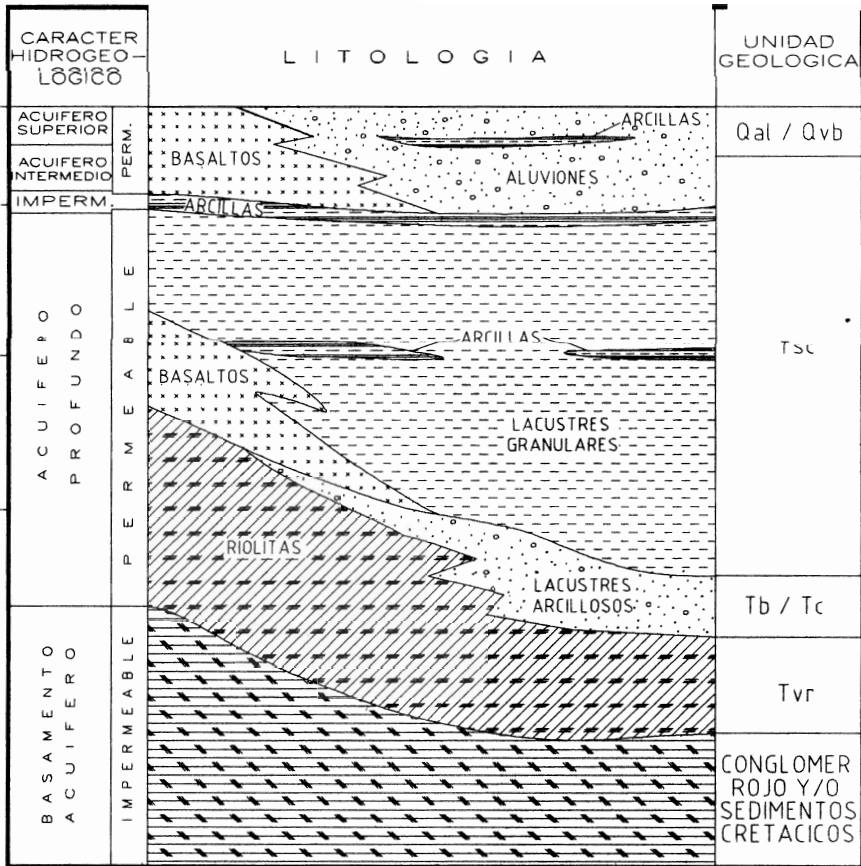 CARACTER
HIDROGEO-
LOGICO
LITOLOGIA
UNIDAD
GEOLOGICA
ACUIFERO
SUPERIOR
ACUIFERO
INTERMEDIO
IMPERM.
PERM.
BASALTOS
ARCILLAS
ALUVIONES
ARCILLAS
Qal / Qvb
ACUIFERO
PROFUNDO
PERMEABLE
ARCILLAS
BASALTOS
LACUSTRES
GRANULARES
RIOLITAS
LACUSTRES
ARCILLOSOS
TSC
Tb / Tc
Tvr
BASAMENTO
ACUIFERO
IMPERMEABLE
CONGLOMER
ROJO Y/O
SEDIMENTOS
CRETACICOS